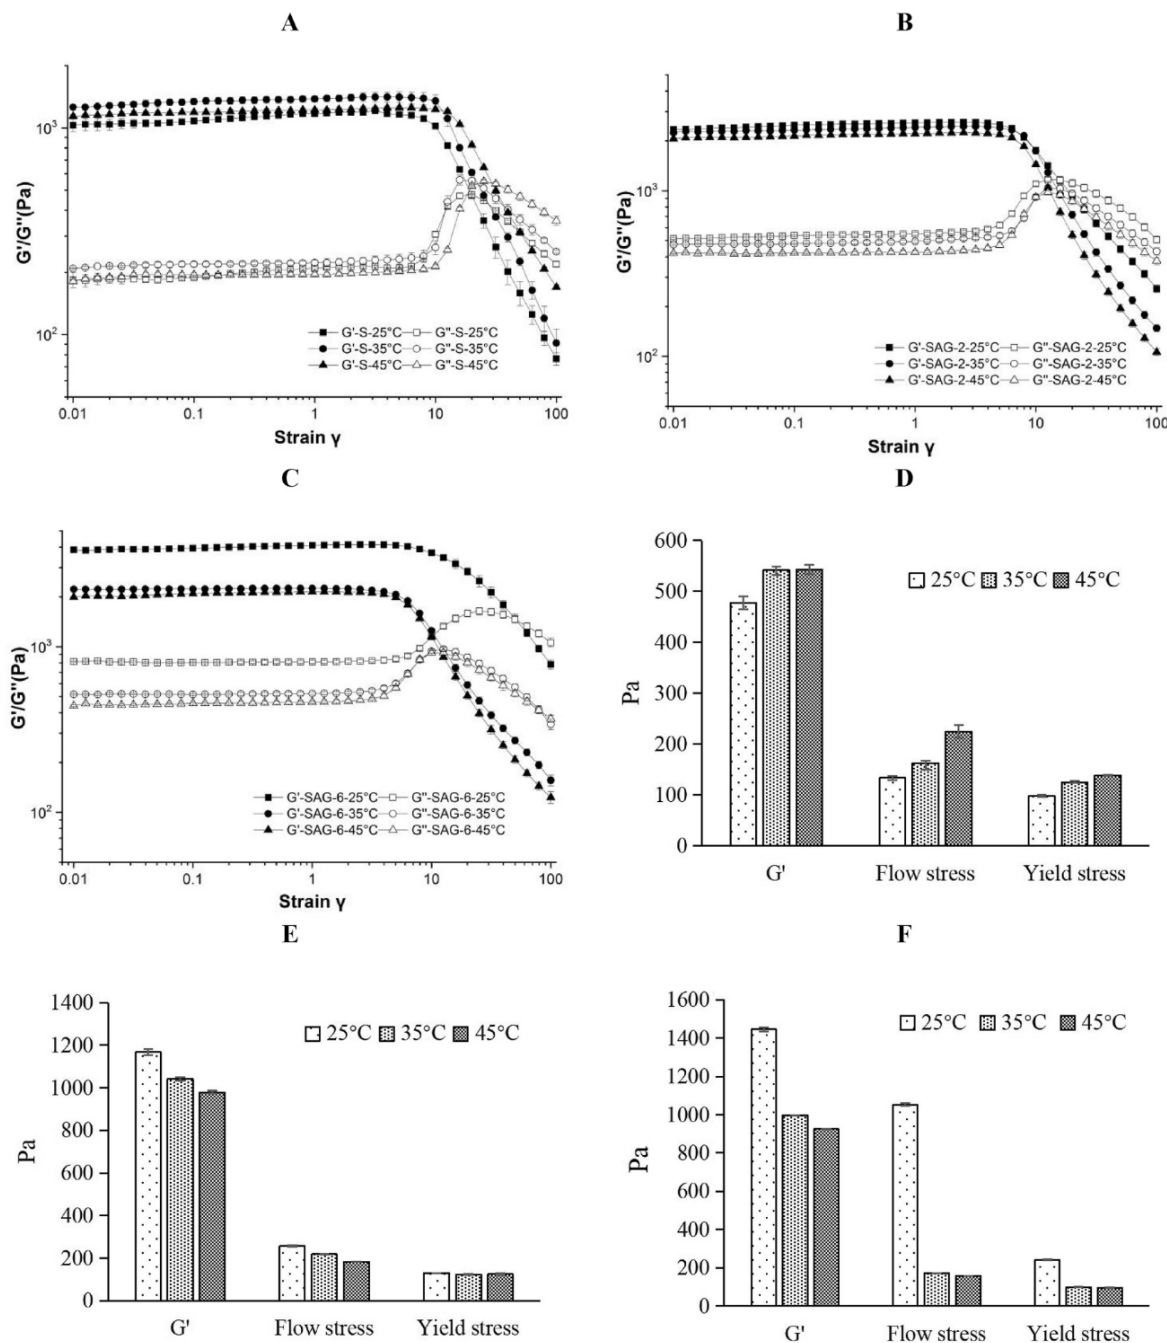 A
G'/G"(Pa)
10³
10²
G'-S-25°C G"-S-25°C
G'-S-35°C G"-S-35°C
G'-S-45°C G"-S-45°C
0.01 0.1 1 10 100
Strain γ
B
G'/G"(Pa)
10³
10²
G'-SAG-2-25°C G"-SAG-2-25°C
G'-SAG-2-35°C G"-SAG-2-35°C
G'-SAG-2-45°C G"-SAG-2-45°C
0.01 0.1 1 10 100
Strain γ
C
G'/G"(Pa)
10³
10²
G'-SAG-6-25°C G"-SAG-6-25°C
G'-SAG-6-35°C G"-SAG-6-35°C
G'-SAG-6-45°C G"-SAG-6-45°C
0.01 0.1 1 10 100
Strain γ
D
Pa
600
500
400
300
200
100
0
25°C 35°C 45°C
G' Flow stress Yield stress
E
Pa
1400
1200
1000
800
600
400
200
0
25°C 35°C 45°C
G' Flow stress Yield stress
F
Pa
1600
1400
1200
1000
800
600
400
200
0
25°C 35°C 45°C
G' Flow stress Yield stress